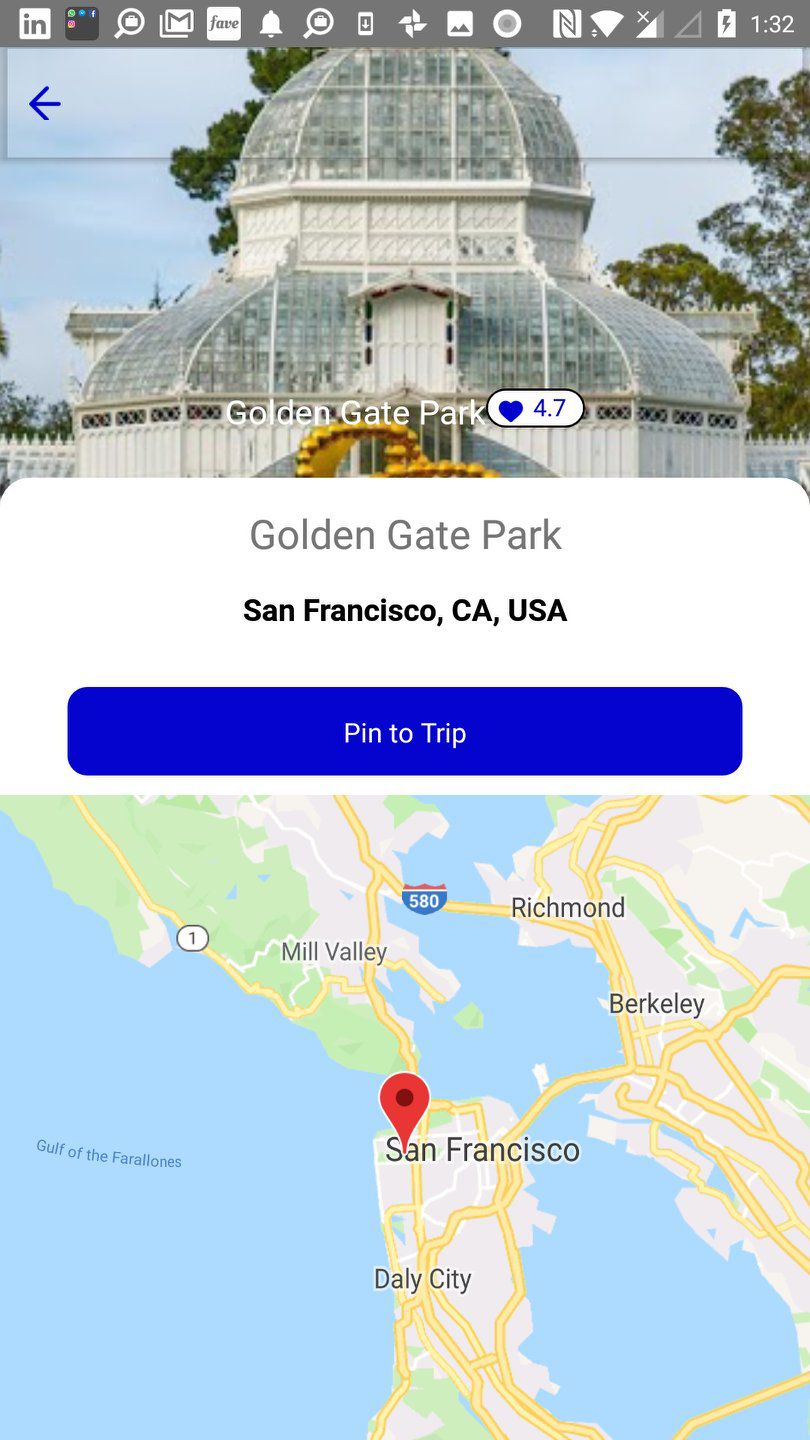 in fave 1:32
Golden Gate Park 4.7
Golden Gate Park
San Francisco, CA, USA
Pin to Trip
580
Richmond
1
Mill Valley
Berkeley
Gulf of the Farallones
San Francisco
Daly City